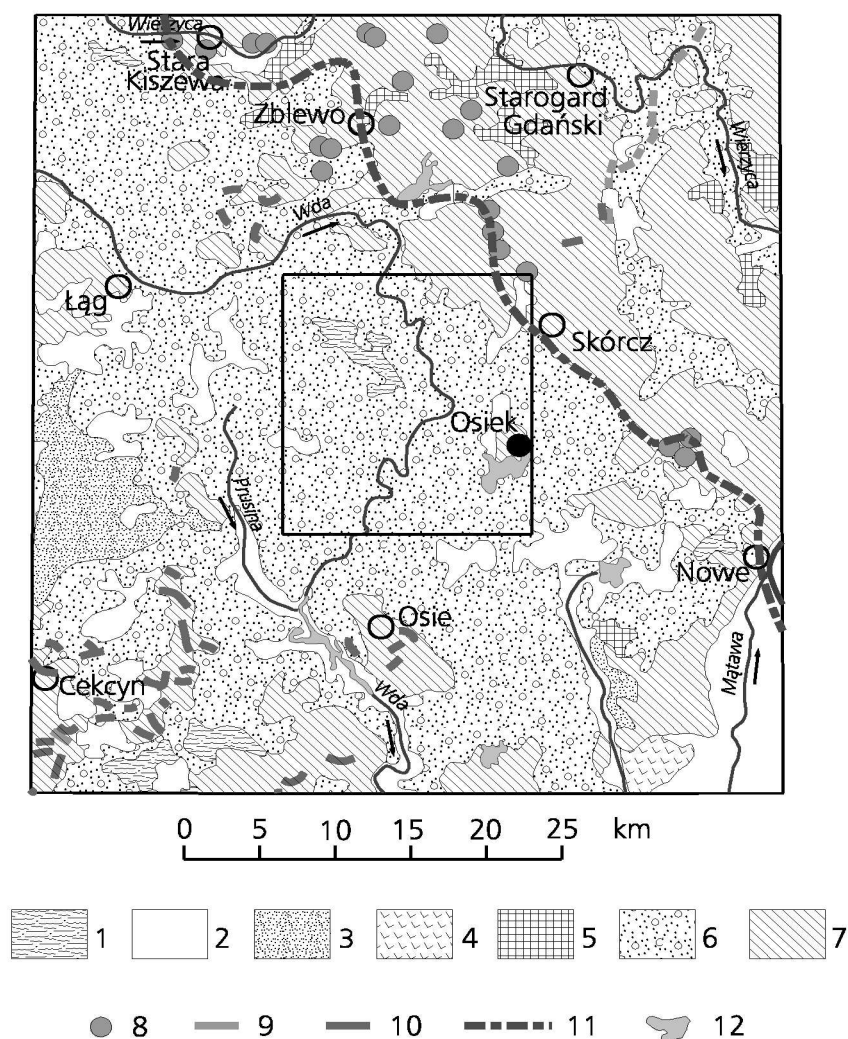 Wierzyca
Stara
Kiszewa
Zblewo
Starogard
Gdański
Wierzyca
Wda
Łąg
Skórcz
Osiek
Prusina
Nowe
Osie
Cekcyn
Wda
Mątawa
0 5 10 15 20 25 km
1 2 3 4 5 6 7
8 9 10 11 12